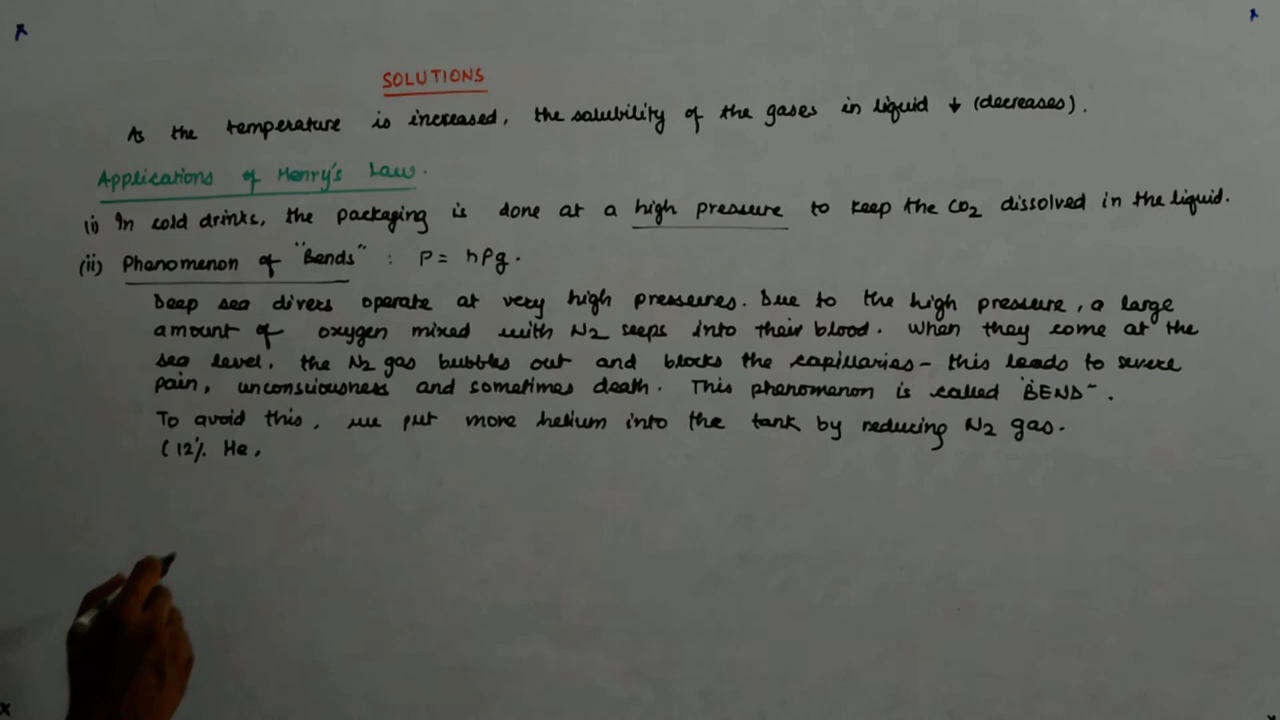 SOLUTIONS
As the temperature is increased, the solubility of the gases in liquid ↓ (decreases).
Applications of Henry's Law.
(i) In cold drinks, the packaging is done at a high pressure to keep the CO2 dissolved in the liquid.
(ii) Phenomenon of "Bends" : P = hρg.
Deep sea divers operate at very high pressures. Due to the high pressure, a large
amount of oxygen mixed with N2 seeps into their blood. When they come at the
sea level, the N2 gas bubbles out and blocks the capillaries - this leads to severe
pain, unconsiousness and sometimes death. This phenomenon is called "BEND".
To avoid this, we put more helium into the tank by reducing N2 gas.
(12% He,